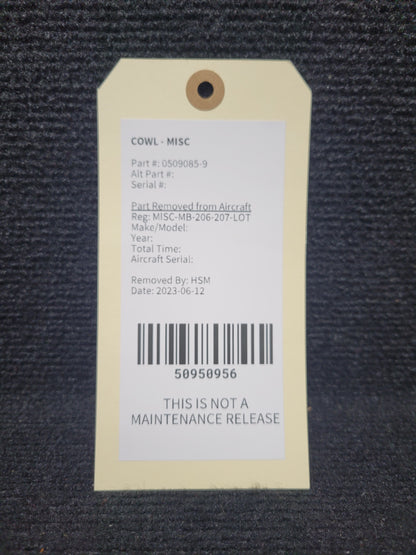 COWL - MISC
Part #: 0509085-9
Alt Part #:
Serial #:
Part Removed from Aircraft
Reg: MISC-MB-206-207-LOT
Make/Model:
Year:
Total Time:
Aircraft Serial:
Removed By: HSM
Date: 2023-06-12
50950956
THIS IS NOT A
MAINTENANCE RELEASE